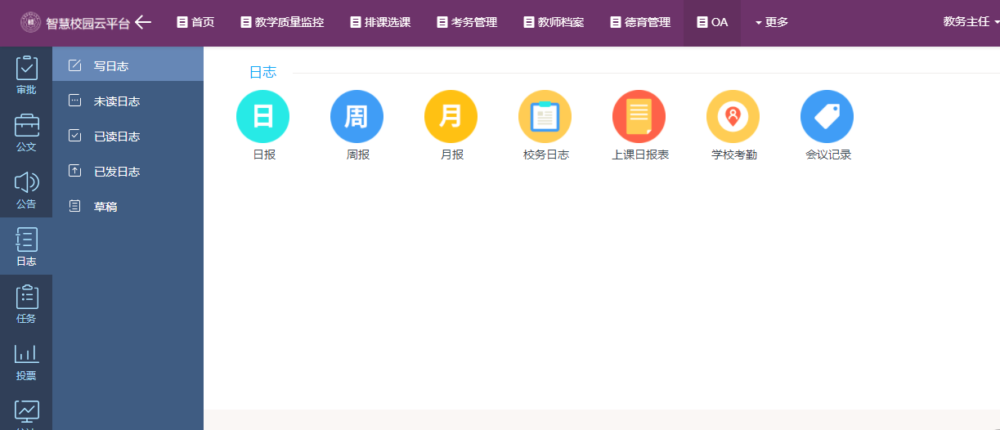 智慧校园云平台 首页 教学质量监控 排课选课 考务管理 教师档案 德育管理 OA 更多 教务主任
审批
公文
公告
日志
任务
投票
写日志
未读日志
已读日志
已发日志
草稿
日志
日 周 月
日报 周报 月报 校务日志 上课日报表 学校考勤 会议记录